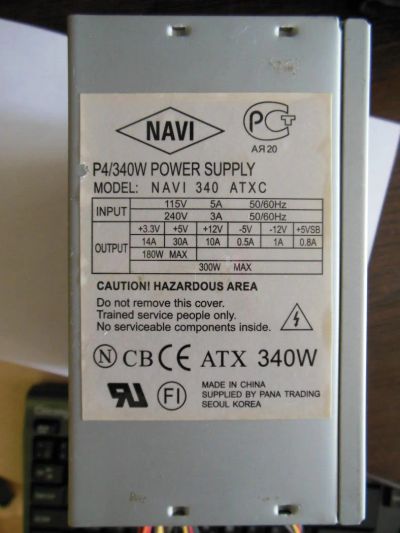 NAVI
РСТ
АЯ20
P4/340W POWER SUPPLY
MODEL: NAVI 340 ATXC
INPUT 115V 5A 50/60Hz
240V 3A 50/60Hz
OUTPUT +3.3V +5V +12V -5V -12V +5VSB
14A 30A 10A 0.5A 1A 0.8A
180W MAX
300W MAX
CAUTION! HAZARDOUS AREA
Do not remove this cover.
Trained service people only.
No serviceable components inside.
N CB CE ATX 340W
UR FI
MADE IN CHINA
SUPPLIED BY PANA TRADING
SEOUL KOREA